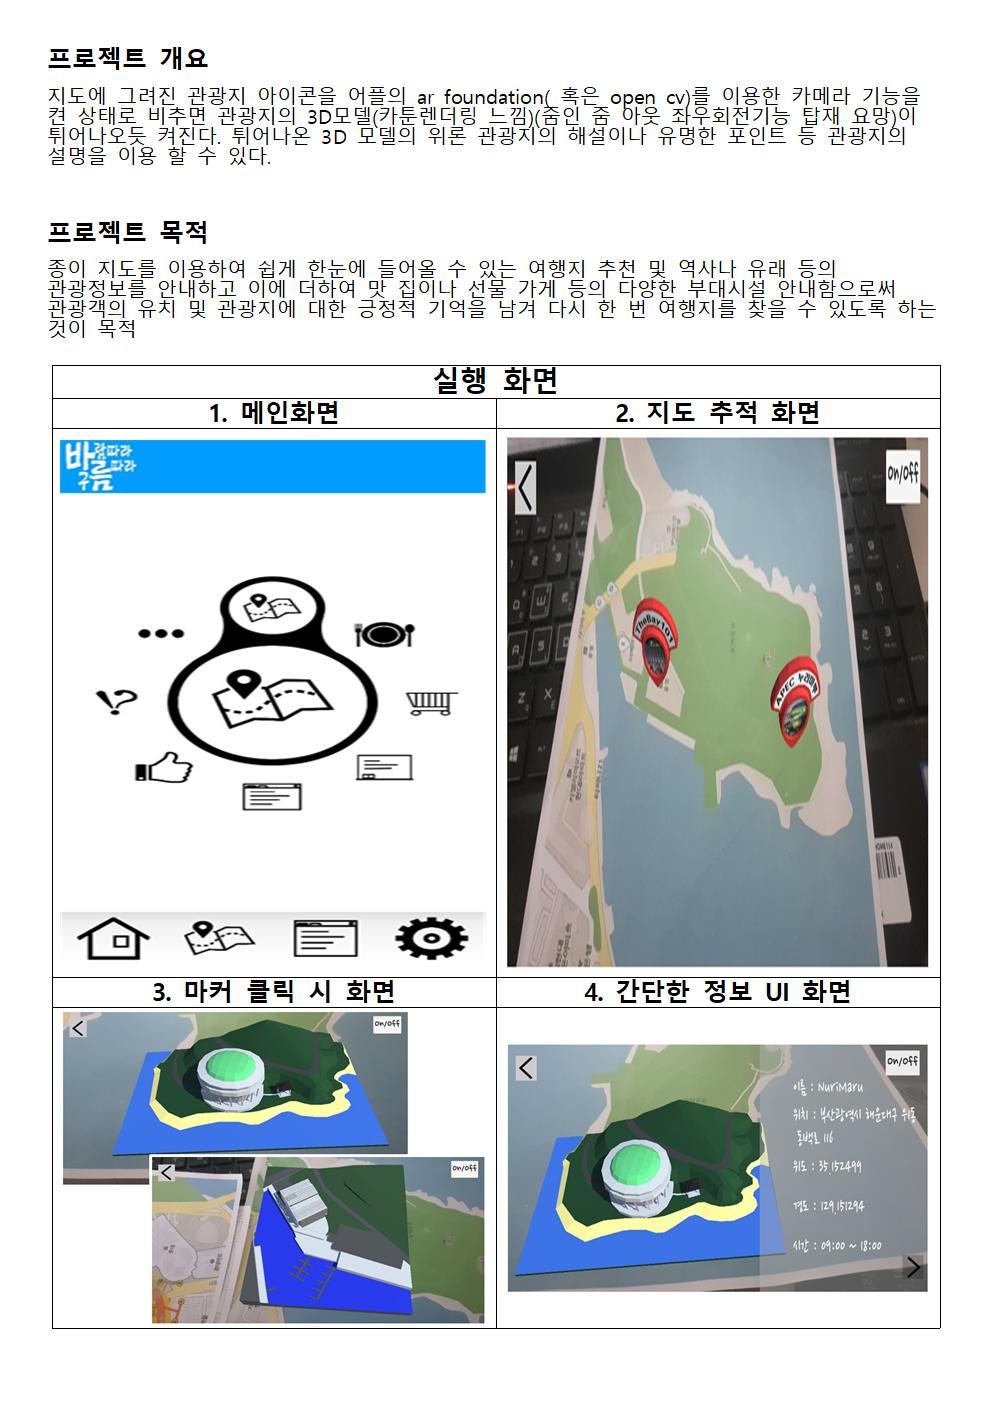 프로젝트 개요
지도에 그려진 관광지 아이콘을 어플의 ar foundation( 혹은 open cv)를 이용한 카메라 기능을
켠 상태로 비추면 관광지의 3D모델(카툰렌더링 느낌)(줌인 줌 아웃 좌우회전기능 탑재 요망)이
튀어나오듯 켜진다. 튀어나온 3D 모델의 위론 관광지의 해설이나 유명한 포인트 등 관광지의
설명을 이용 할 수 있다.
프로젝트 목적
종이 지도를 이용하여 쉽게 한눈에 들어올 수 있는 여행지 추천 및 역사나 유래 등의
관광정보를 안내하고 이에 더하여 맛 집이나 선물 가게 등의 다양한 부대시설 안내함으로써
관광객의 유치 및 관광지에 대한 긍정적 기억을 남겨 다시 한 번 여행지를 찾을 수 있도록 하는
것이 목적
실행 화면
1. 메인화면
2. 지도 추적 화면
바람따라
구름따라
on/off
TheBay101
APEC 누리마루
3. 마커 클릭 시 화면
4. 간단한 정보 UI 화면
on/off
on/off
on/off
이름 : NuriMaru
위치 : 부산광역시 해운대구 우동
동백로 116
위도 : 35.152499
경도 : 129.151294
시간 : 09:00 ~ 18:00